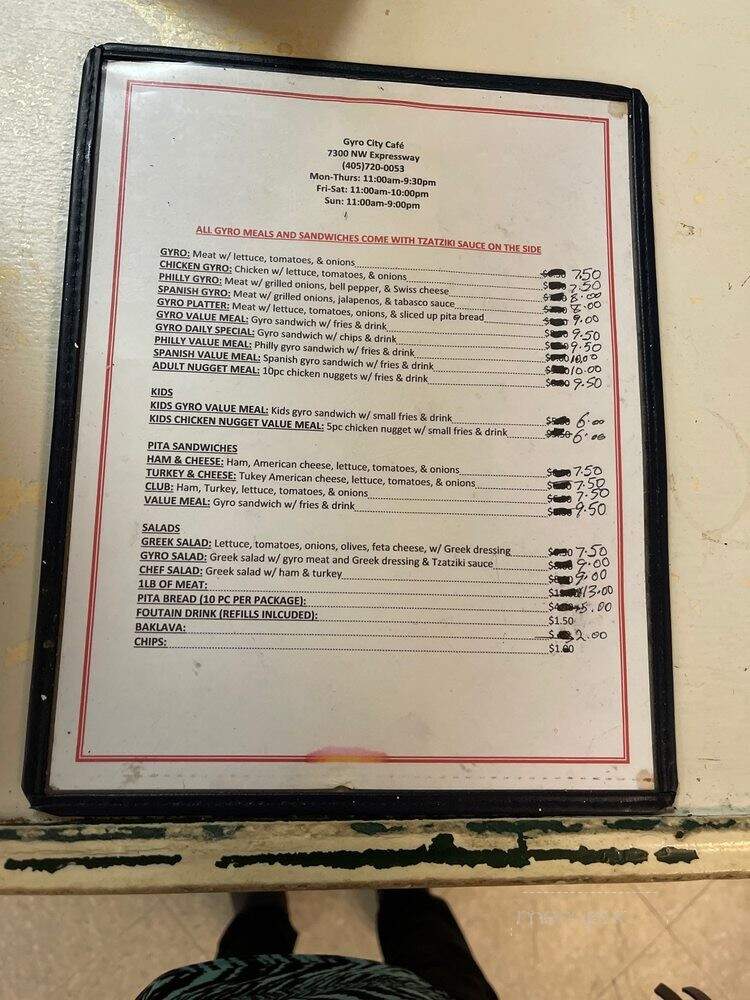 Gyro City Café
7300 NW Expressway
(405)720-0053
Mon-Thurs: 11:00am-9:30pm
Fri-Sat: 11:00am-10:00pm
Sun: 11:00am-9:00pm
ALL GYRO MEALS AND SANDWICHES COME WITH TZATZIKI SAUCE ON THE SIDE
GYRO: Meat w/ lettuce, tomatoes, & onions 7.50
CHICKEN GYRO: Chicken w/ lettuce, tomatoes, & onions 7.50
PHILLY GYRO: Meat w/ grilled onions, bell pepper, & Swiss cheese 8.00
SPANISH GYRO: Meat w/ grilled onions, jalapenos, & tabasco sauce 8.00
GYRO PLATTER: Meat w/ lettuce, tomatoes, onions, & sliced up pita bread 9.00
GYRO VALUE MEAL: Gyro sandwich w/ fries & drink 9.50
GYRO DAILY SPECIAL: Gyro sandwich w/ chips & drink 9.50
PHILLY VALUE MEAL: Philly gyro sandwich w/ fries & drink 10.00
SPANISH VALUE MEAL: Spanish gyro sandwich w/ fries & drink 10.00
ADULT NUGGET MEAL: 10pc chicken nuggets w/ fries & drink 9.50
KIDS
KIDS GYRO VALUE MEAL: Kids gyro sandwich w/ small fries & drink 6.00
KIDS CHICKEN NUGGET VALUE MEAL: 5pc chicken nugget w/ small fries & drink 6.00
PITA SANDWICHES
HAM & CHEESE: Ham, American cheese, lettuce, tomatoes, & onions 7.50
TURKEY & CHEESE: Tukey American cheese, lettuce, tomatoes, & onions 7.50
CLUB: Ham, Turkey, lettuce, tomatoes, & onions 7.50
VALUE MEAL: Gyro sandwich w/ fries & drink 9.50
SALADS
GREEK SALAD: Lettuce, tomatoes, onions, olives, feta cheese, w/ Greek dressing 7.50
GYRO SALAD: Greek salad w/ gyro meat and Greek dressing & Tzatziki sauce 9.00
CHEF SALAD: Greek salad w/ ham & turkey 9.00
1LB OF MEAT: 13.00
PITA BREAD (10 PC PER PACKAGE): 5.00
FOUTAIN DRINK (REFILLS INLCUDED): $1.50
BAKLAVA: 2.00
CHIPS: